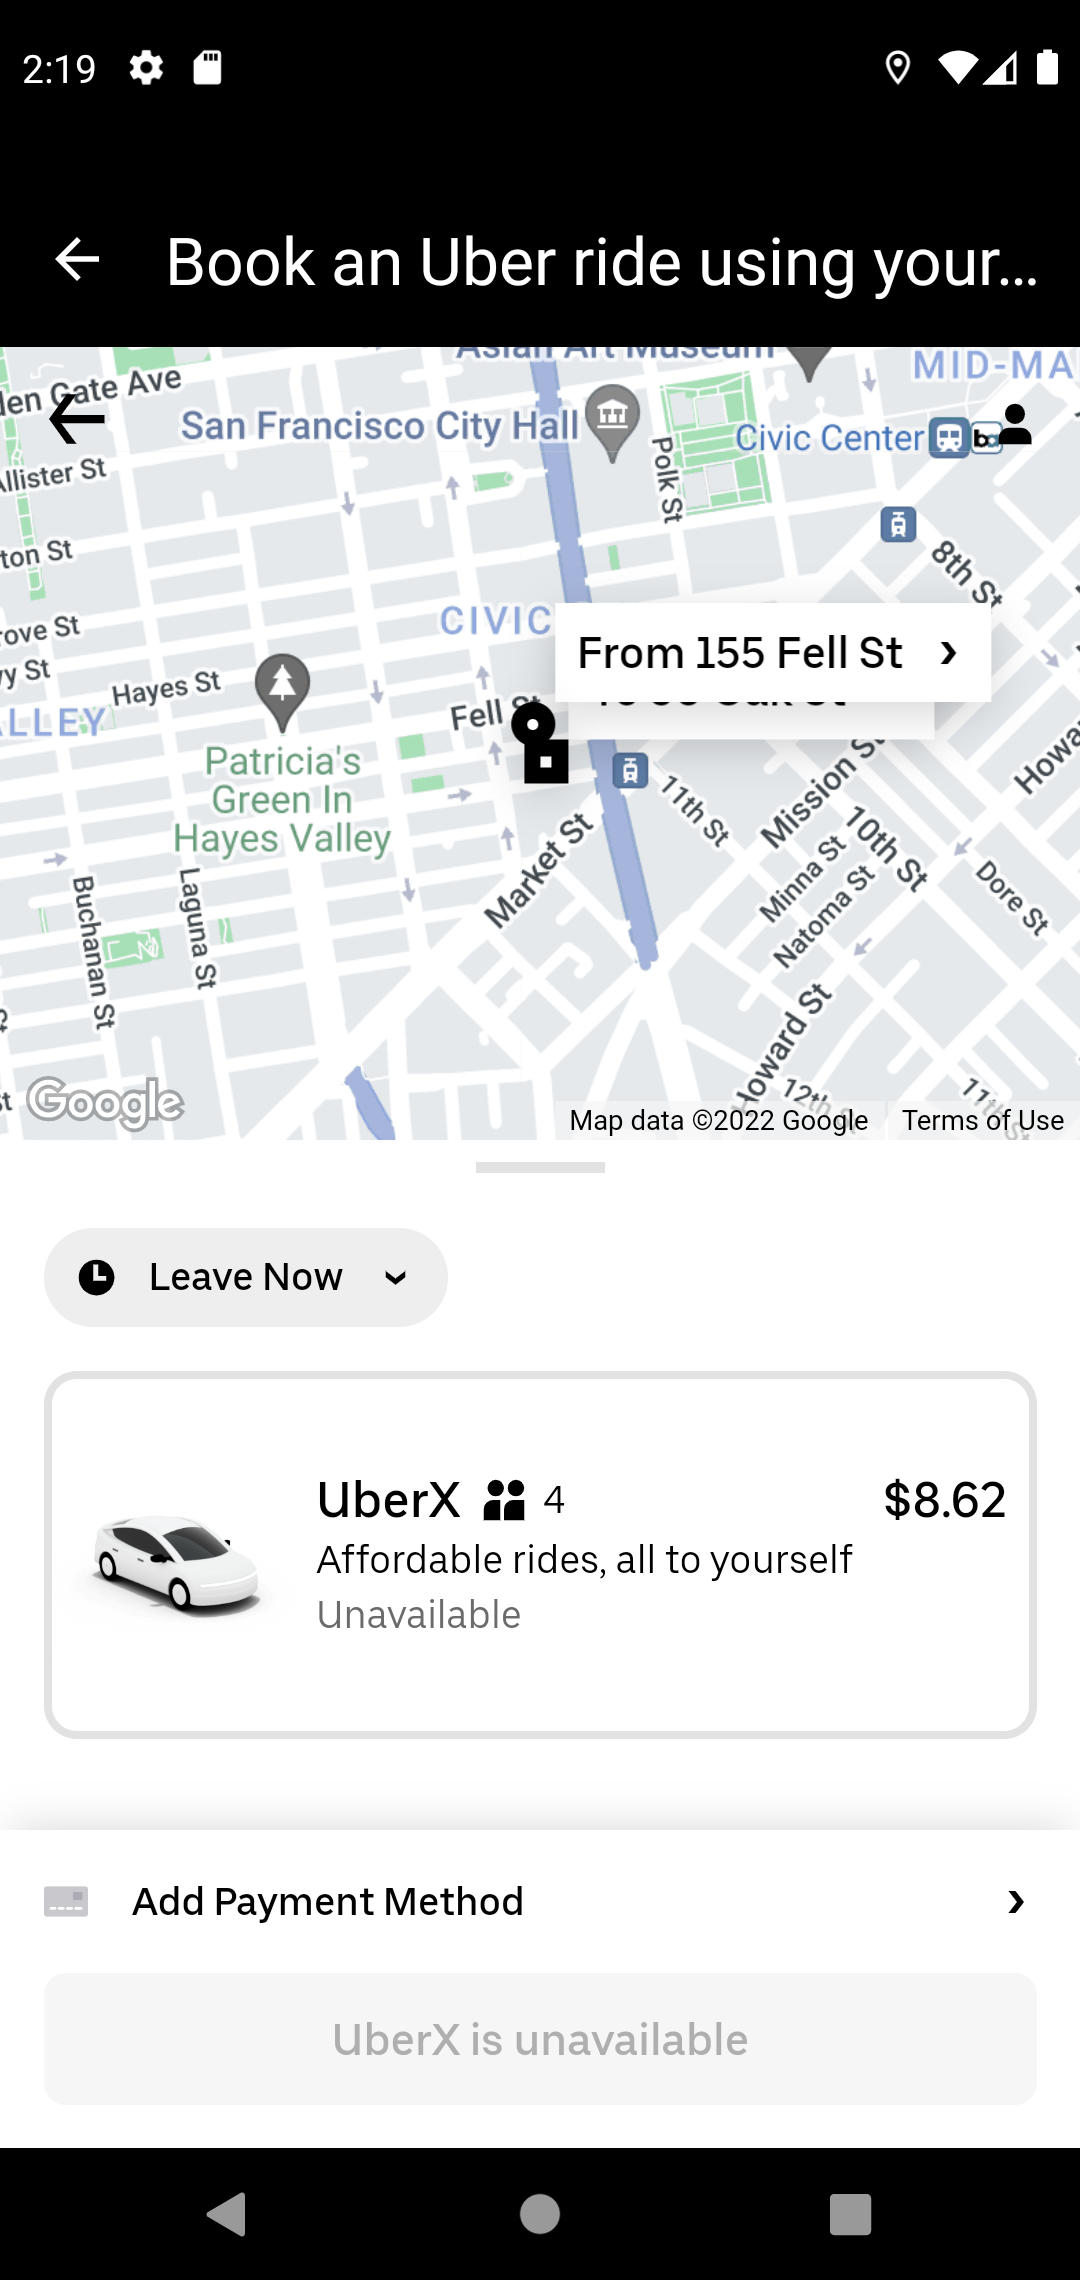 2:19
Book an Uber ride using your...
Asian Art Museum
MID-MA
den Gate Ave
San Francisco City Hall
Civic Center
Polk St
Allister St
8th St
ton St
CIVIC
rove St
From 155 Fell St
Hayes St
LLEY
Fell St
Patricia's
Green In
Hayes Valley
Mission St
Howa
11th St
10th St
Market St
Minna St
Natoma St
Dore St
Buchanan St
Laguna St
Howard St
12th St
11th St
Google
Map data ©2022 Google
Terms of Use
Leave Now
UberX 4 $8.62
Affordable rides, all to yourself
Unavailable
Add Payment Method
UberX is unavailable